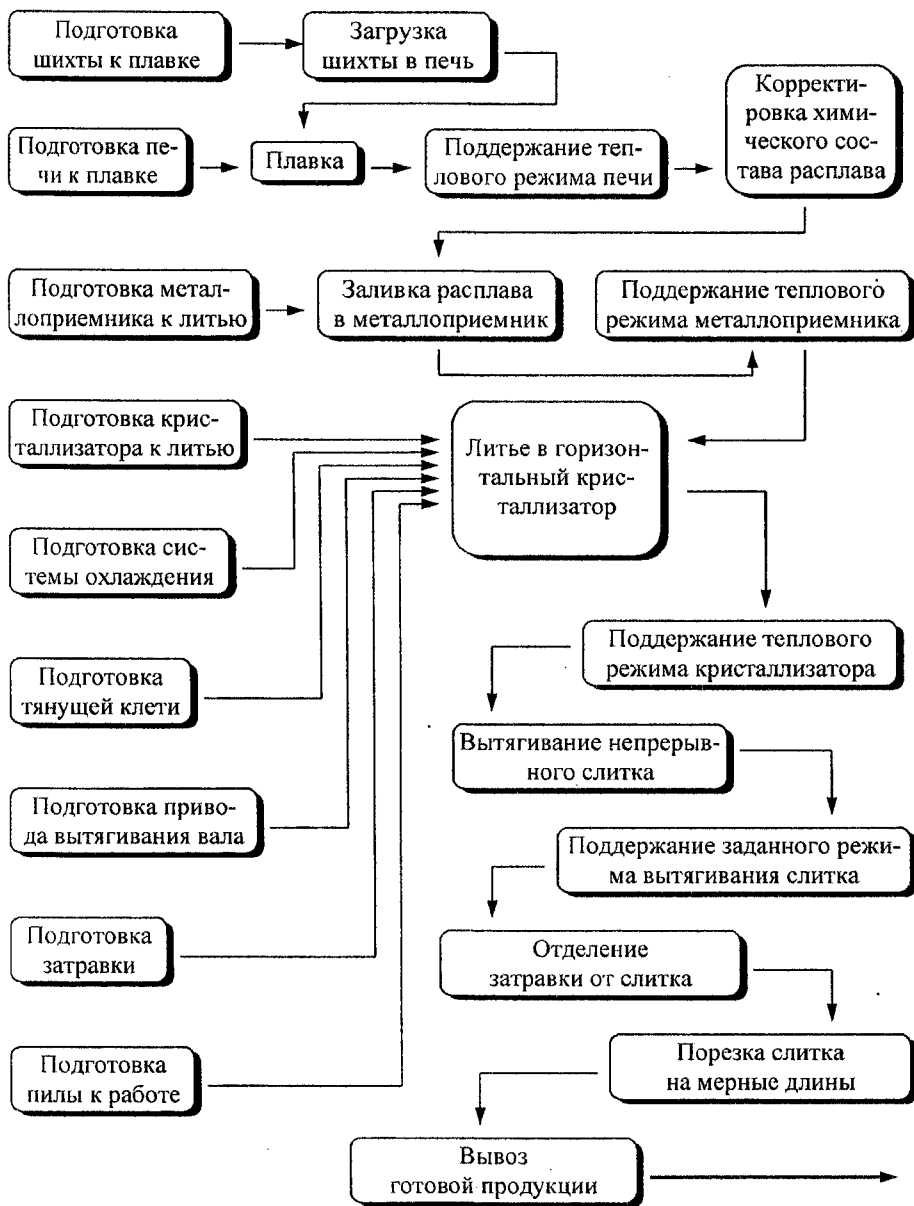 Подготовка
шихты к плавке
Загрузка
шихты в печь
Подготовка пе-
чи к плавке
Плавка
Поддержание теп-
лового режима печи
Корректи-
ровка хими-
ческого сос-
тава расплава
Подготовка метал-
лоприемника к литью
Заливка расплава
в металлоприемник
Поддержание теплового
режима металлоприемника
Подготовка крис-
таллизатора к литью
Литье в горизон-
тальный крис-
таллизатор
Подготовка сис-
темы охлаждения
Поддержание теплового
режима кристаллизатора
Подготовка
тянущей клети
Вытягивание непрерыв-
ного слитка
Подготовка приво-
да вытягивания вала
Поддержание заданного режи-
ма вытягивания слитка
Подготовка
затравки
Отделение
затравки от слитка
Порезка слитка
на мерные длины
Подготовка
пилы к работе
Вывоз
готовой продукции